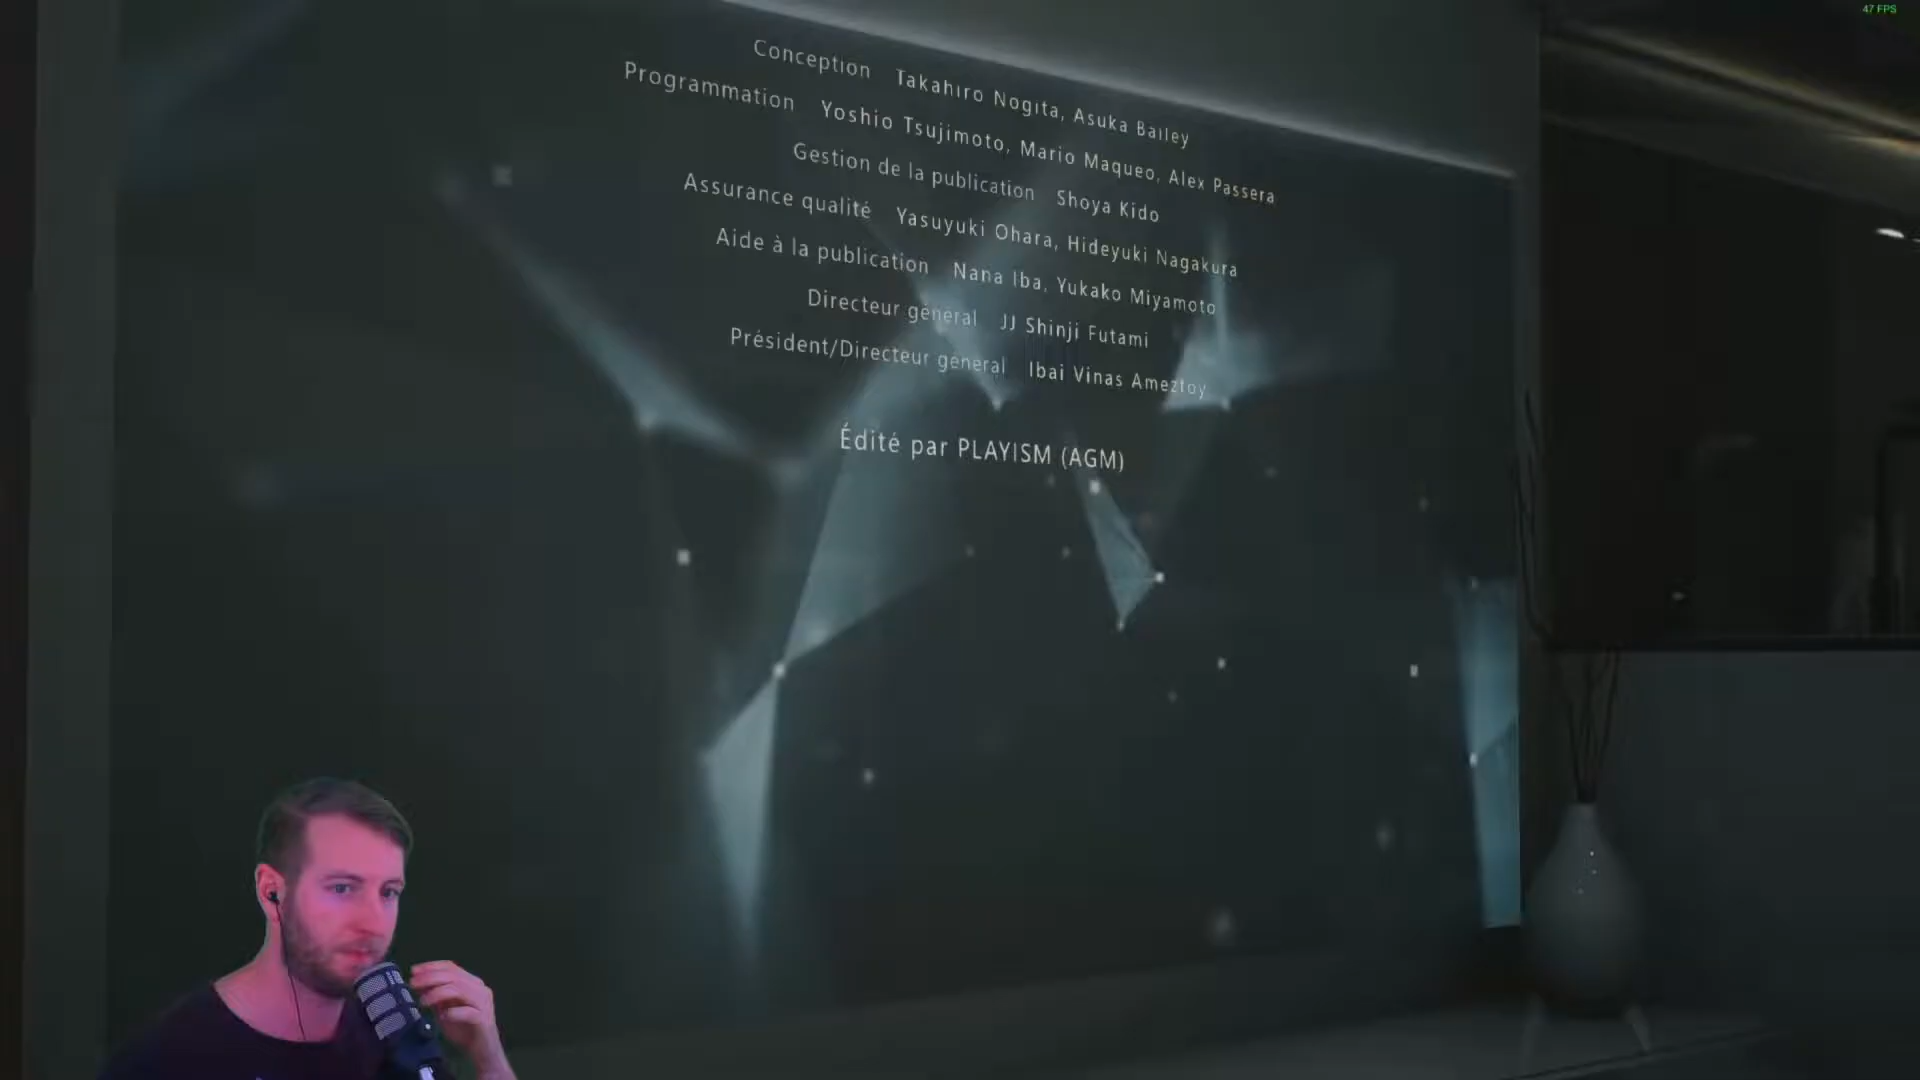 47 FPS
Conception Takahiro Nogita, Asuka Bailey
Programmation Yoshio Tsujimoto, Mario Maqueo, Alex Passera
Gestion de la publication Shoya Kido
Assurance qualité Yasuyuki Ohara, Hideyuki Nagakura
Aide à la publication Nana Iba, Yukako Miyamoto
Directeur général JJ Shinji Futami
Président/Directeur général Ibai Vinas Ameztoy
Édité par PLAYISM (AGM)